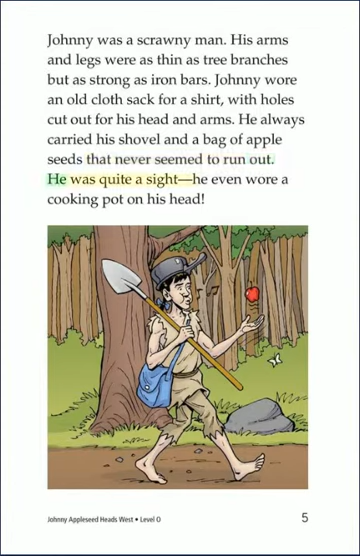 Johnny was a scrawny man. His arms
and legs were as thin as tree branches
but as strong as iron bars. Johnny wore
an old cloth sack for a shirt, with holes
cut out for his head and arms. He always
carried his shovel and a bag of apple
seeds that never seemed to run out.
He was quite a sight—he even wore a
cooking pot on his head!
Johnny Appleseed Heads West • Level O
5